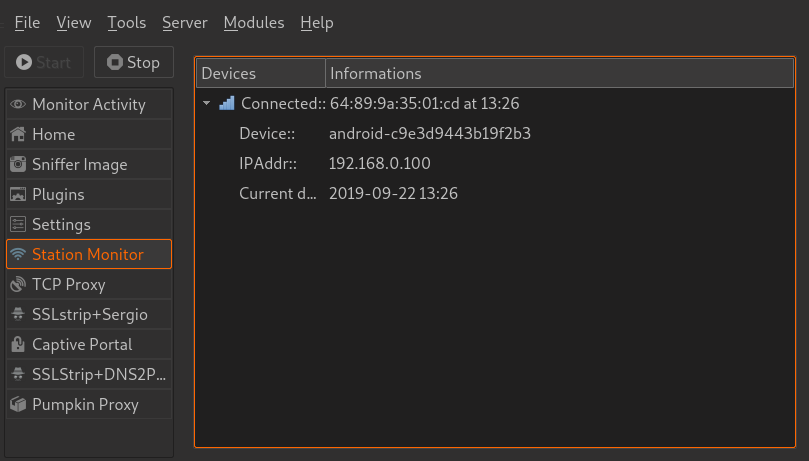 File View Tools Server Modules Help
Start Stop
Devices Informations
Monitor Activity
Home
Sniffer Image
Plugins
Settings
Station Monitor
TCP Proxy
SSLstrip+Sergio
Captive Portal
SSLStrip+DNS2P...
Pumpkin Proxy
Connected:: 64:89:9a:35:01:cd at 13:26
Device:: android-c9e3d9443b19f2b3
IPAddr:: 192.168.0.100
Current d... 2019-09-22 13:26